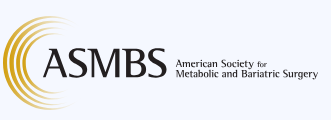 ASMBS
American Society for
Metabolic and Bariatric Surgery